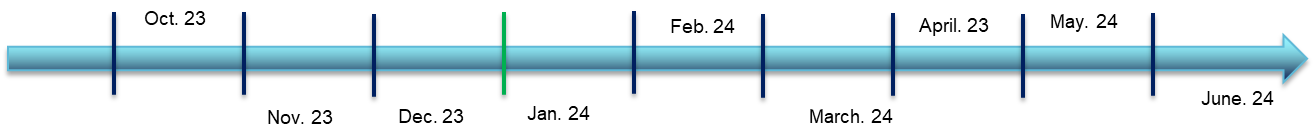 Oct. 23
Nov. 23
Dec. 23
Jan. 24
Feb. 24
March. 24
April. 23
May. 24
June. 24